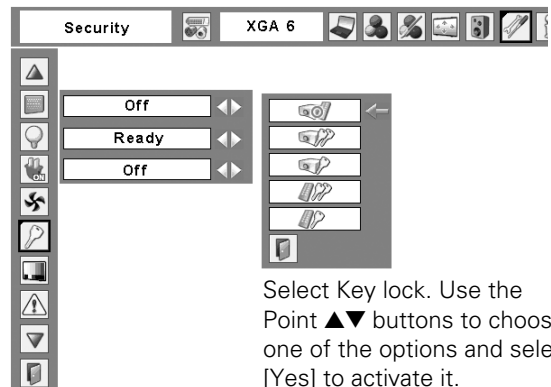 Security XGA 6
ON
Off
Ready
Off
Select Key lock. Use the
Point ▲▼ buttons to choos
one of the options and sele
[Yes] to activate it.